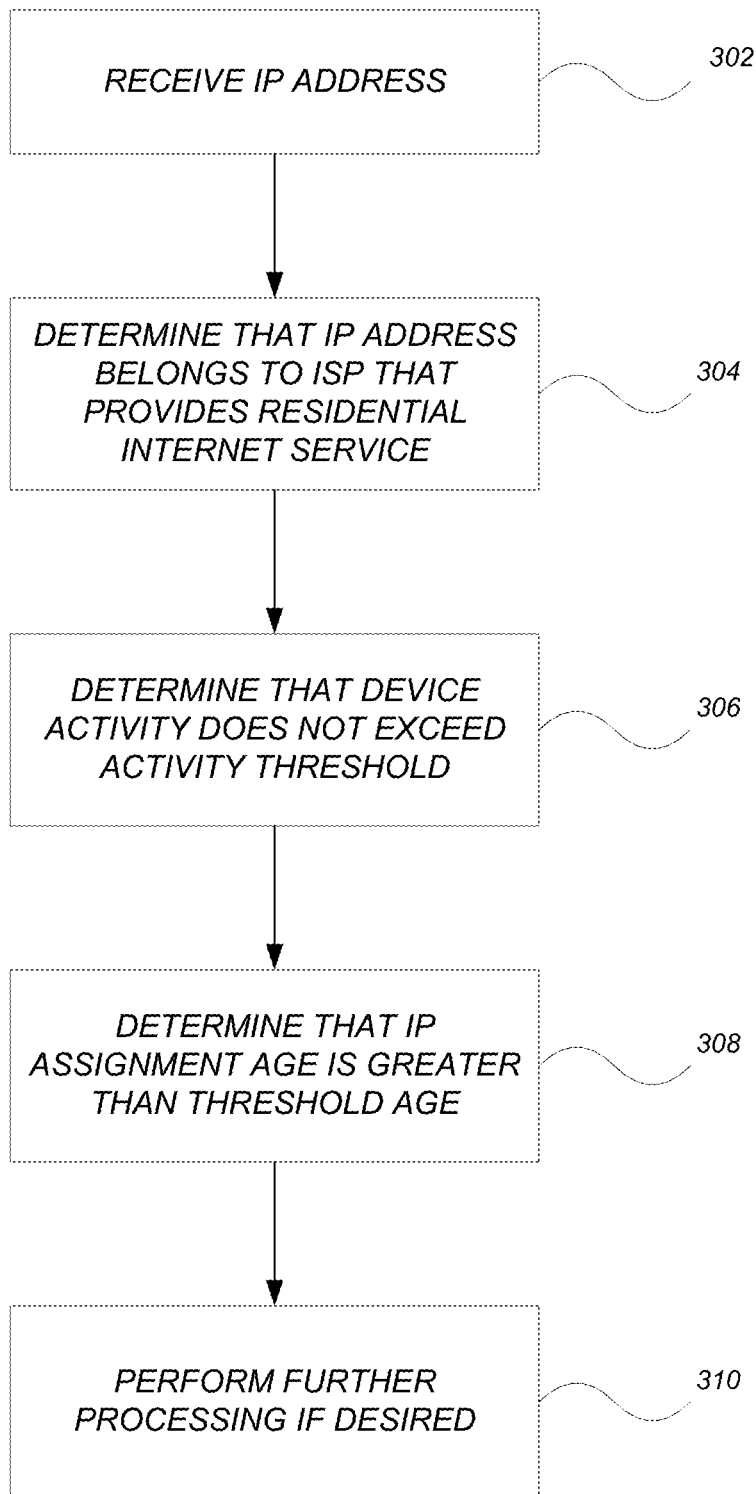 RECEIVE IP ADDRESS
302
DETERMINE THAT IP ADDRESS
BELONGS TO ISP THAT
PROVIDES RESIDENTIAL
INTERNET SERVICE
304
DETERMINE THAT DEVICE
ACTIVITY DOES NOT EXCEED
ACTIVITY THRESHOLD
306
DETERMINE THAT IP
ASSIGNMENT AGE IS GREATER
THAN THRESHOLD AGE
308
PERFORM FURTHER
PROCESSING IF DESIRED
310